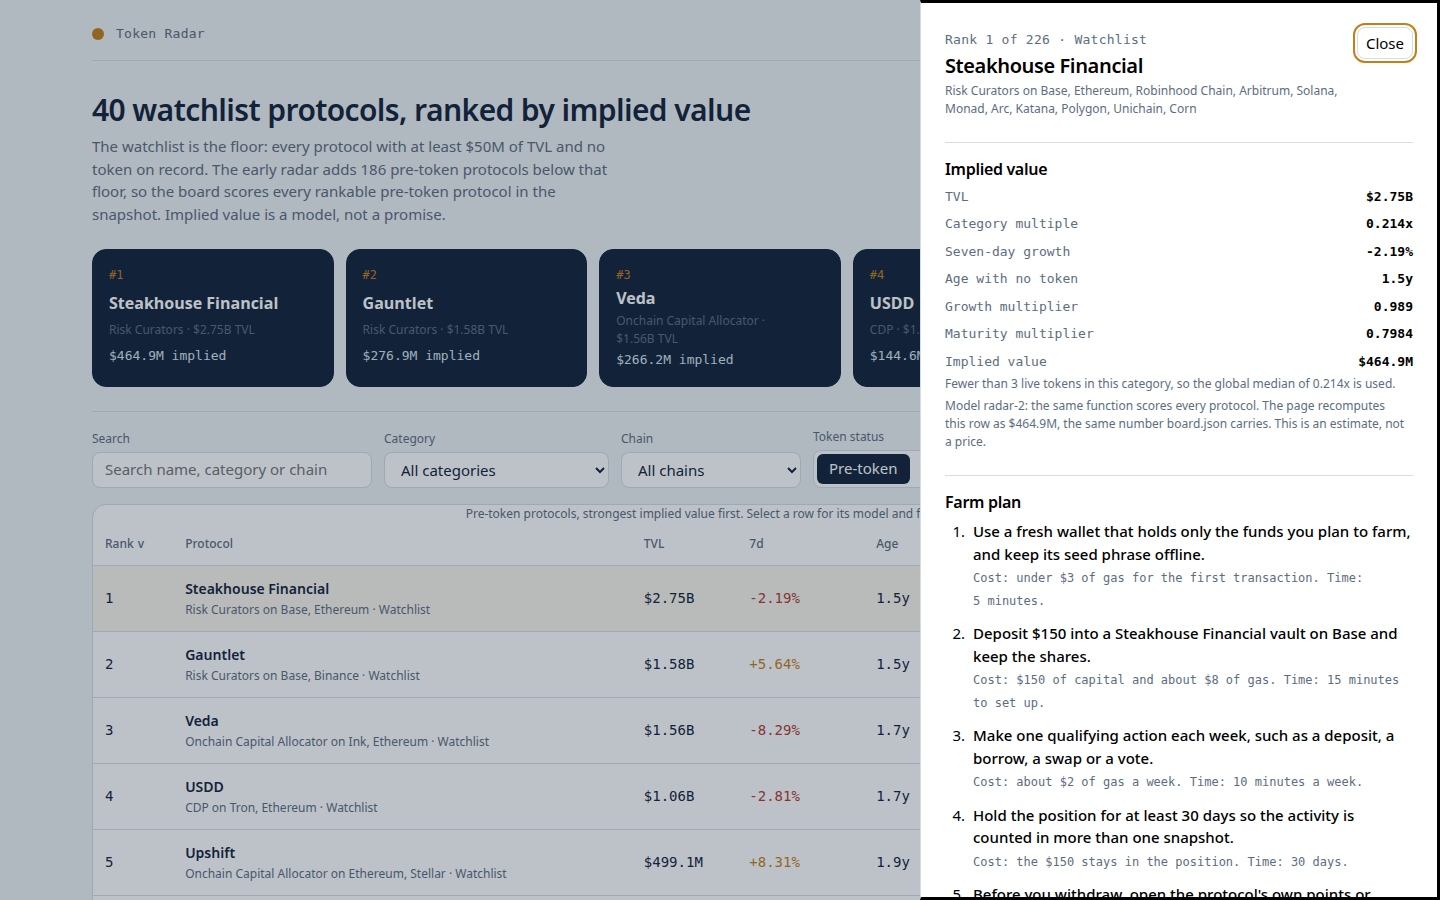 Token Radar
40 watchlist protocols, ranked by implied value
The watchlist is the floor: every protocol with at least $50M of TVL and no
token on record. The early radar adds 186 pre-token protocols below that
floor, so the board scores every rankable pre-token protocol in the
snapshot. Implied value is a model, not a promise.
#1
Steakhouse Financial
Risk Curators · $2.75B TVL
$464.9M implied
#2
Gauntlet
Risk Curators · $1.58B TVL
$276.9M implied
#3
Veda
Onchain Capital Allocator ·
$1.56B TVL
$266.2M implied
#4
USDD
CDP · $1.
$144.6M
Search
Search name, category or chain
Category
All categories
Chain
All chains
Token status
Pre-token
Pre-token protocols, strongest implied value first. Select a row for its model and f
Rank v Protocol TVL 7d Age
1 Steakhouse Financial $2.75B -2.19% 1.5y
Risk Curators on Base, Ethereum · Watchlist
2 Gauntlet $1.58B +5.64% 1.5y
Risk Curators on Base, Binance · Watchlist
3 Veda $1.56B -8.29% 1.7y
Onchain Capital Allocator on Ink, Ethereum · Watchlist
4 USDD $1.06B -2.81% 1.7y
CDP on Tron, Ethereum · Watchlist
5 Upshift $499.1M +8.31% 1.9y
Onchain Capital Allocator on Ethereum, Stellar · Watchlist
Rank 1 of 226 · Watchlist
Close
Steakhouse Financial
Risk Curators on Base, Ethereum, Robinhood Chain, Arbitrum, Solana,
Monad, Arc, Katana, Polygon, Unichain, Corn
Implied value
TVL $2.75B
Category multiple 0.214x
Seven-day growth -2.19%
Age with no token 1.5y
Growth multiplier 0.989
Maturity multiplier 0.7984
Implied value $464.9M
Fewer than 3 live tokens in this category, so the global median of 0.214x is used.
Model radar-2: the same function scores every protocol. The page recomputes
this row as $464.9M, the same number board.json carries. This is an estimate, not
a price.
Farm plan
1. Use a fresh wallet that holds only the funds you plan to farm,
and keep its seed phrase offline.
Cost: under $3 of gas for the first transaction. Time:
5 minutes.
2. Deposit $150 into a Steakhouse Financial vault on Base and
keep the shares.
Cost: $150 of capital and about $8 of gas. Time: 15 minutes
to set up.
3. Make one qualifying action each week, such as a deposit, a
borrow, a swap or a vote.
Cost: about $2 of gas a week. Time: 10 minutes a week.
4. Hold the position for at least 30 days so the activity is
counted in more than one snapshot.
Cost: the $150 stays in the position. Time: 30 days.
5. Before you withdraw, open the protocol's own points or